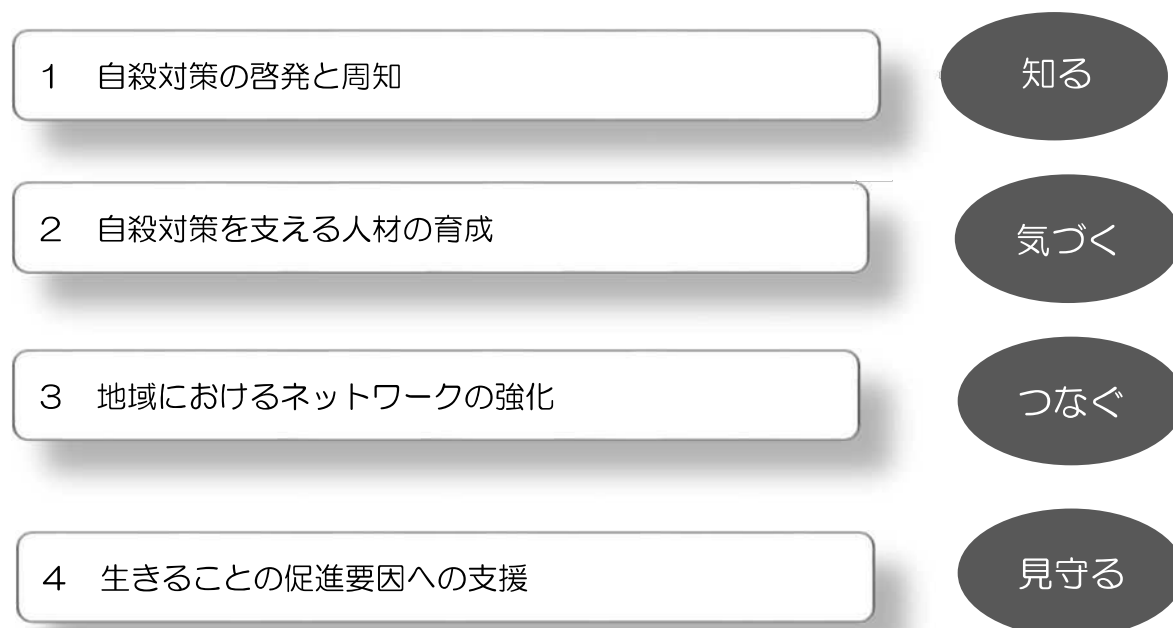 １　自殺対策の啓発と周知
知る
２　自殺対策を支える人材の育成
気づく
３　地域におけるネットワークの強化
つなぐ
４　生きることの促進要因への支援
見守る